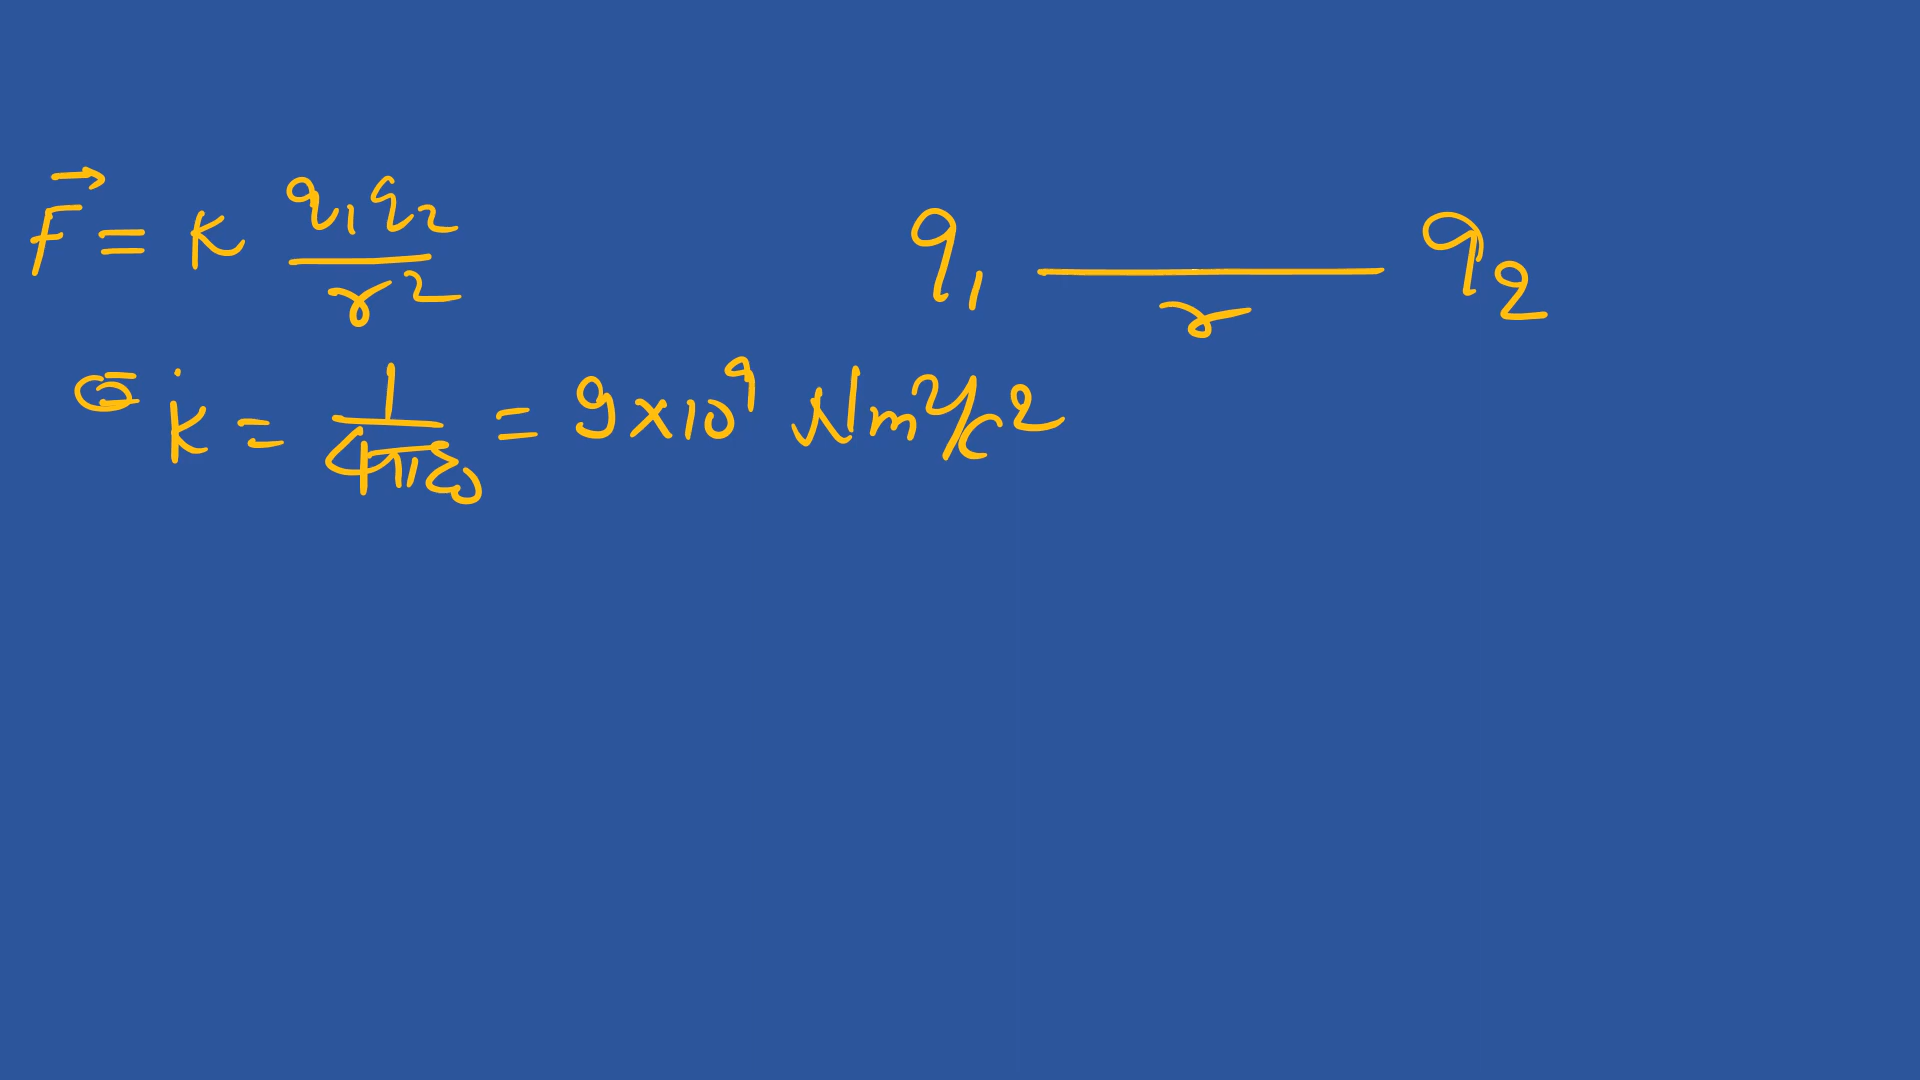 F⃗ = K q₁q₂/r²
q₁ —— q₂
r
K = 1/4πε₀ = 9×10⁹ Nm²/C²